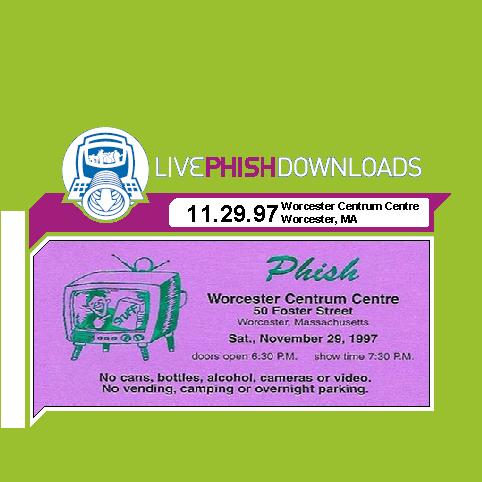 LIVEPHISHDOWNLOADS
11.29.97
Worcester Centrum Centre
Worcester, MA
Phish
STUFF
Worcester Centrum Centre
50 Foster Street
Worcester, Massachusetts
Sat., November 29, 1997
doors open 6:30 P.M. show time 7:30 P.M.
No cans, bottles, alcohol, cameras or video.
No vending, camping or overnight parking.